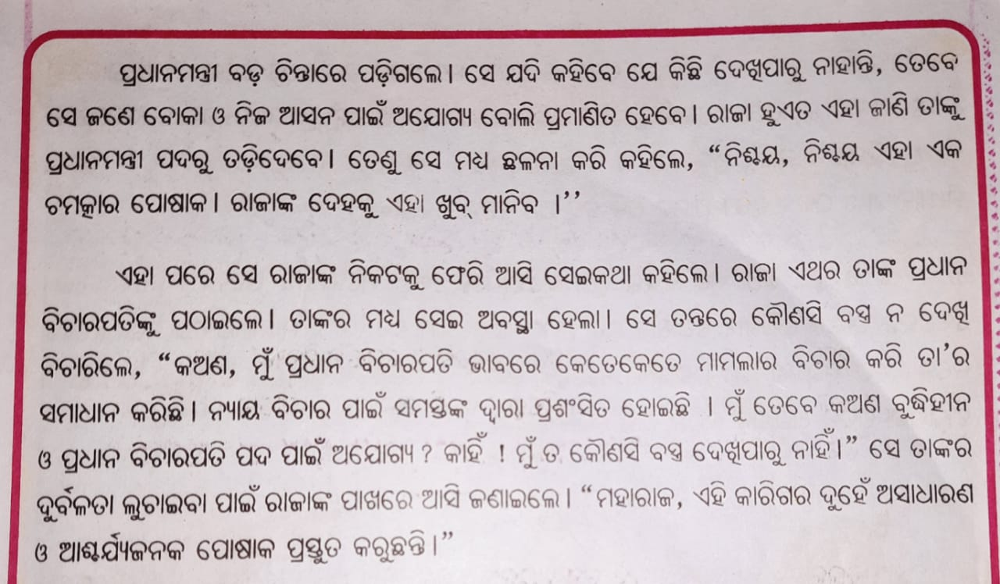 ପ୍ରଧାନମନ୍ତ୍ରୀ ବଡ଼ ଚିନ୍ତାରେ ପଡ଼ିଗଲେ। ସେ ଯଦି କହିବେ ଯେ କିଛି ଦେଖିପାରୁ ନାହାନ୍ତି, ତେବେ
ସେ ଜଣେ ବୋକା ଓ ନିଜ ଆସନ ପାଇଁ ଅଯୋଗ୍ୟ ବୋଲି ପ୍ରମାଣିତ ହେବେ। ରାଜା ହୁଏତ ଏହା ଜାଣି ତାଙ୍କୁ
ପ୍ରଧାନମନ୍ତ୍ରୀ ପଦରୁ ତଡ଼ିଦେବେ। ତେଣୁ ସେ ମଧ୍ୟ ଛଳନା କରି କହିଲେ, “ନିଶ୍ଚୟ, ନିଶ୍ଚୟ ଏହା ଏକ
ଚମତ୍କାର ପୋଷାକ। ରାଜାଙ୍କ ଦେହକୁ ଏହା ଖୁବ୍ ମାନିବ ।’’
ଏହା ପରେ ସେ ରାଜାଙ୍କ ନିକଟକୁ ଫେରି ଆସି ସେଇକଥା କହିଲେ। ରାଜା ଏଥର ତାଙ୍କ ପ୍ରଧାନ
ବିଚାରପତିଙ୍କୁ ପଠାଇଲେ। ତାଙ୍କର ମଧ୍ୟ ସେଇ ଅବସ୍ଥା ହେଲା। ସେ ତନ୍ତରେ କୌଣସି ବସ୍ତ୍ର ନ ଦେଖି
ବିଚାରିଲେ, “କଅଣ, ମୁଁ ପ୍ରଧାନ ବିଚାରପତି ଭାବରେ କେତେକେତେ ମାମଲାର ବିଚାର କରି ତା’ର
ସମାଧାନ କରିଛି। ନ୍ୟାୟ ବିଚାର ପାଇଁ ସମସ୍ତଙ୍କ ଦ୍ୱାରା ପ୍ରଶଂସିତ ହୋଇଛି । ମୁଁ ତେବେ କଅଣ ବୁଦ୍ଧିହୀନ
ଓ ପ୍ରଧାନ ବିଚାରପତି ପଦ ପାଇଁ ଅଯୋଗ୍ୟ ? କାହିଁ ! ମୁଁ ତ କୌଣସି ବସ୍ତ୍ର ଦେଖିପାରୁ ନାହିଁ।” ସେ ତାଙ୍କର
ଦୁର୍ବଳତା ଲୁଚାଇବା ପାଇଁ ରାଜାଙ୍କ ପାଖରେ ଆସି ଜଣାଇଲେ। “ମହାରାଜ, ଏହି କାରିଗର ଦୁହେଁ ଅସାଧାରଣ
ଓ ଆଶ୍ଚର୍ଯ୍ୟଜନକ ପୋଷାକ ପ୍ରସ୍ତୁତ କରୁଛନ୍ତି।”